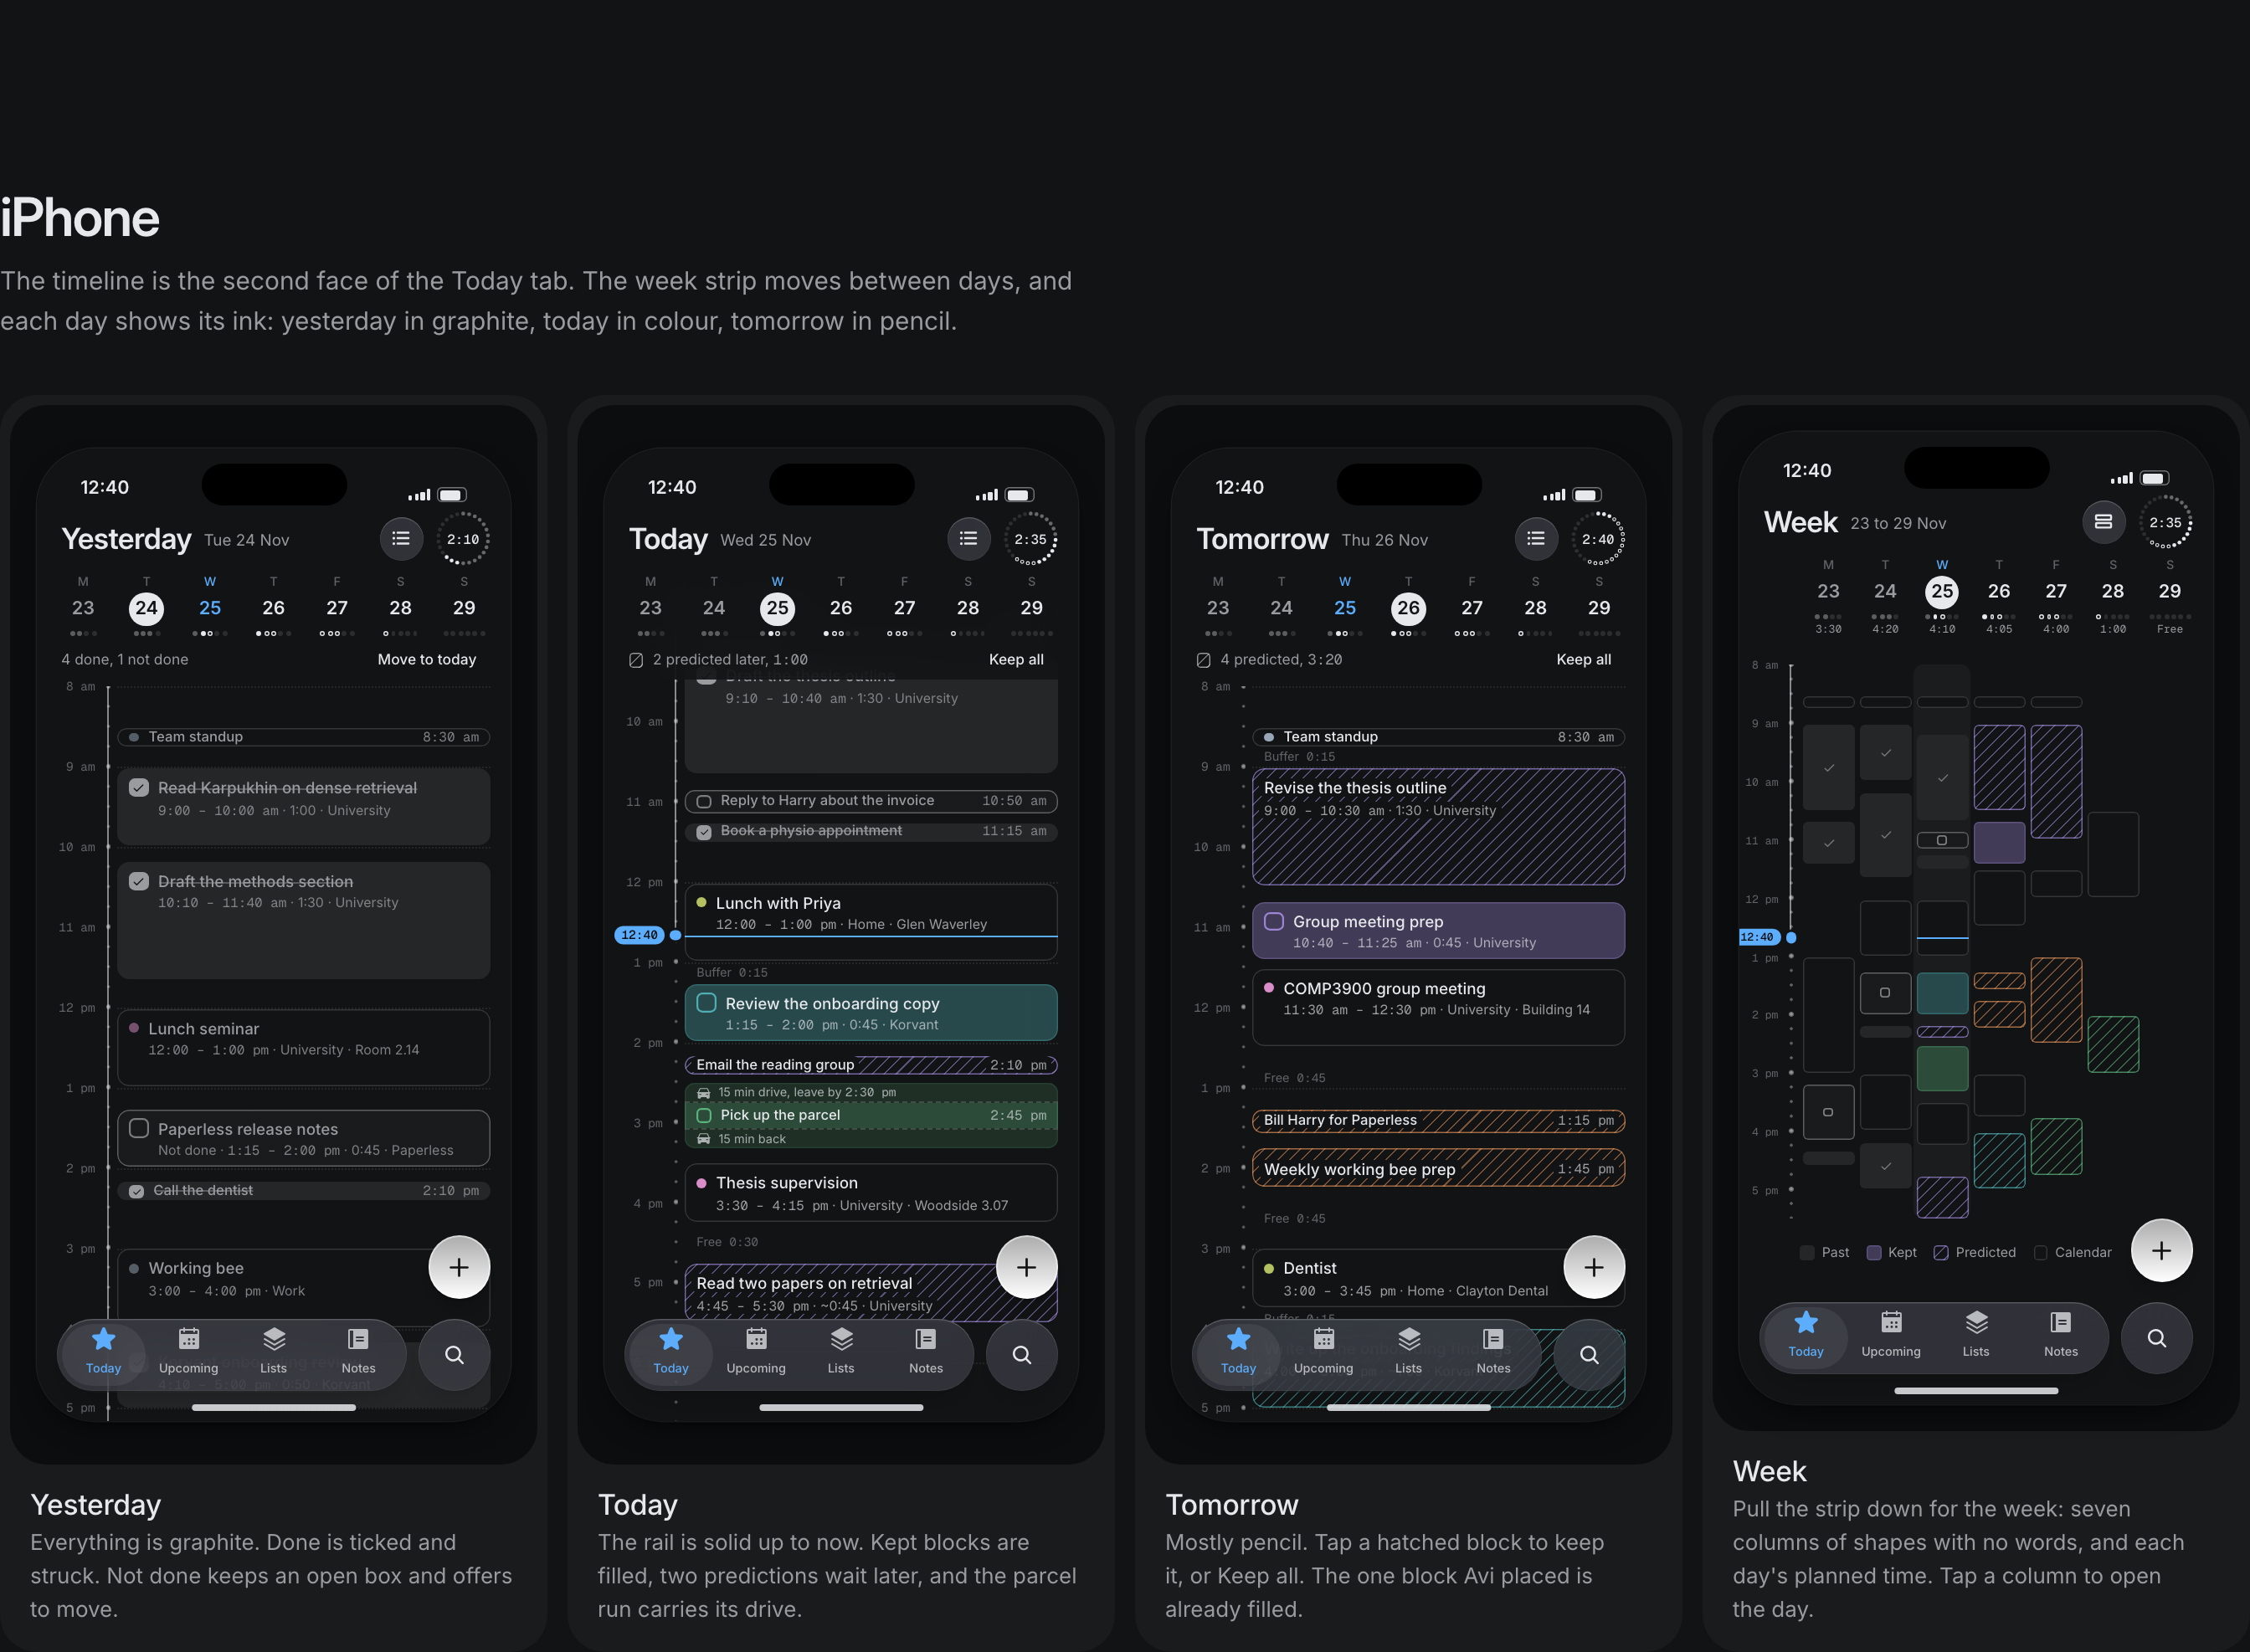 iPhone
The timeline is the second face of the Today tab. The week strip moves between days, and
each day shows its ink: yesterday in graphite, today in colour, tomorrow in pencil.
12:40
Yesterday Tue 24 Nov
2:10
M T W T F S S
23 24 25 26 27 28 29
4 done, 1 not done Move to today
8 am
Team standup 8:30 am
9 am
Read Karpukhin on dense retrieval
9:00 - 10:00 am · 1:00 · University
10 am
Draft the methods section
10:10 - 11:40 am · 1:30 · University
11 am
12 pm
Lunch seminar
12:00 - 1:00 pm · University · Room 2.14
1 pm
Paperless release notes
Not done · 1:15 - 2:00 pm · 0:45 · Paperless
2 pm
Call the dentist 2:10 pm
3 pm
Working bee
3:00 - 4:00 pm · Work
4:10 - 5:00 pm · 0:50 · Korvant
Today Upcoming Lists Notes
5 pm
Yesterday
Everything is graphite. Done is ticked and
struck. Not done keeps an open box and offers
to move.
12:40
Today Wed 25 Nov
2:35
M T W T F S S
23 24 25 26 27 28 29
2 predicted later, 1:00 Keep all
Draft the thesis outline
9:10 - 10:40 am · 1:30 · University
10 am
11 am
Reply to Harry about the invoice 10:50 am
Book a physio appointment 11:15 am
12 pm
Lunch with Priya
12:00 - 1:00 pm · Home · Glen Waverley
12:40
1 pm
Buffer 0:15
Review the onboarding copy
1:15 - 2:00 pm · 0:45 · Korvant
2 pm
Email the reading group 2:10 pm
15 min drive, leave by 2:30 pm
Pick up the parcel 2:45 pm
3 pm
15 min back
Thesis supervision
3:30 - 4:15 pm · University · Woodside 3.07
4 pm
Free 0:30
5 pm
Read two papers on retrieval
4:45 - 5:30 pm · ~0:45 · University
Today Upcoming Lists Notes
Today
The rail is solid up to now. Kept blocks are
filled, two predictions wait later, and the parcel
run carries its drive.
12:40
Tomorrow Thu 26 Nov
2:40
M T W T F S S
23 24 25 26 27 28 29
4 predicted, 3:20 Keep all
8 am
Team standup 8:30 am
Buffer 0:15
9 am
Revise the thesis outline
9:00 - 10:30 am · 1:30 · University
10 am
Group meeting prep
10:40 - 11:25 am · 0:45 · University
11 am
COMP3900 group meeting
11:30 am - 12:30 pm · University · Building 14
12 pm
Free 0:45
1 pm
Bill Harry for Paperless 1:15 pm
Weekly working bee prep 1:45 pm
2 pm
Free 0:45
3 pm
Dentist
3:00 - 3:45 pm · Home · Clayton Dental
Buffer 0:15
Today Upcoming Lists Notes
5 pm
Tomorrow
Mostly pencil. Tap a hatched block to keep
it, or Keep all. The one block Avi placed is
already filled.
12:40
Week 23 to 29 Nov
2:35
M T W T F S S
23 24 25 26 27 28 29
3:30 4:20 4:10 4:05 4:00 1:00 Free
8 am
9 am
10 am
11 am
12 pm
12:40
1 pm
2 pm
3 pm
4 pm
5 pm
Past Kept Predicted Calendar
Today Upcoming Lists Notes
Week
Pull the strip down for the week: seven
columns of shapes with no words, and each
day's planned time. Tap a column to open
the day.